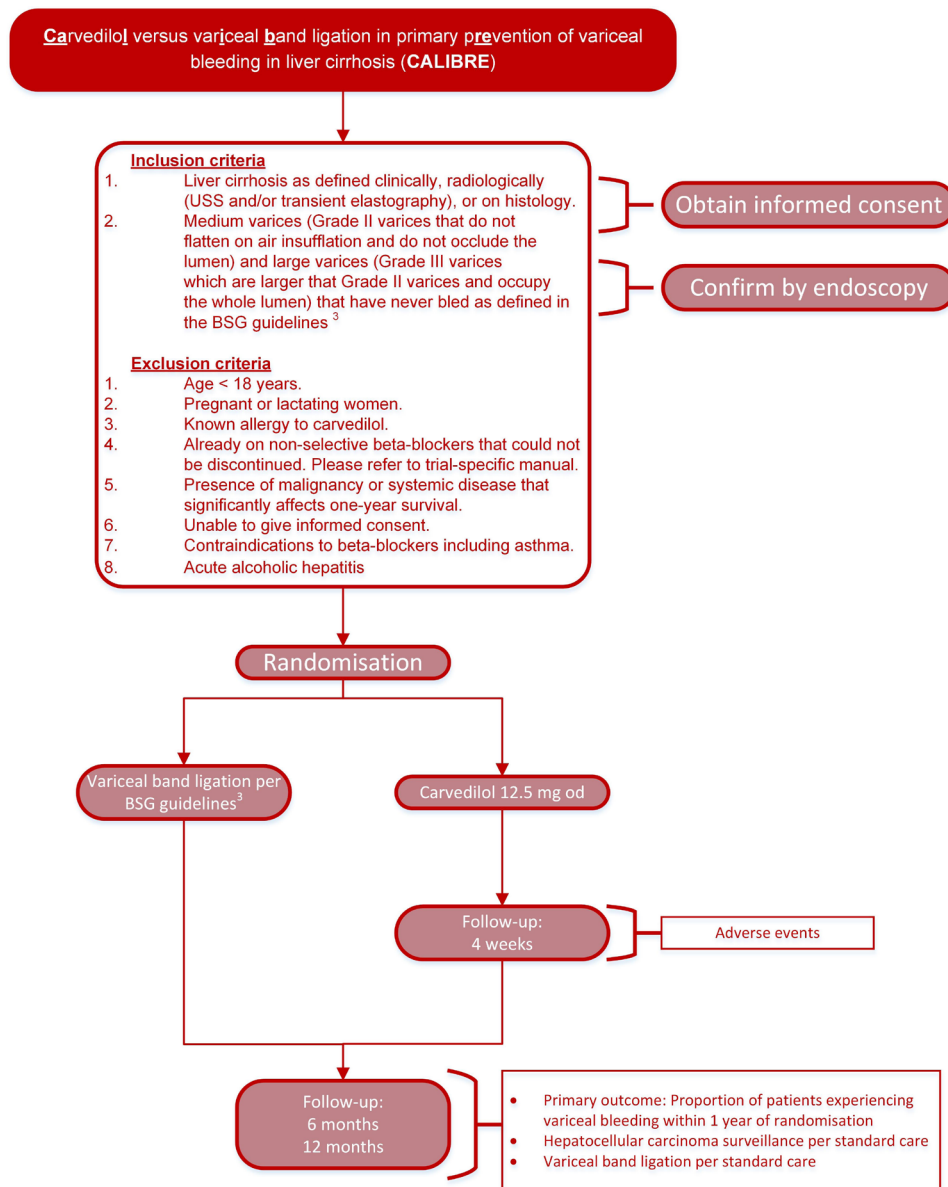 Carvedilol versus variceal band ligation in primary prevention of variceal
bleeding in liver cirrhosis (CALIBRE)
Inclusion criteria
1. Liver cirrhosis as defined clinically, radiologically
(USS and/or transient elastography), or on histology.
2. Medium varices (Grade II varices that do not
flatten on air insufflation and do not occlude the
lumen) and large varices (Grade III varices
which are larger that Grade II varices and occupy
the whole lumen) that have never bled as defined in
the BSG guidelines 3
Obtain informed consent
Confirm by endoscopy
Exclusion criteria
1. Age < 18 years.
2. Pregnant or lactating women.
3. Known allergy to carvedilol.
4. Already on non-selective beta-blockers that could not
be discontinued. Please refer to trial-specific manual.
5. Presence of malignancy or systemic disease that
significantly affects one-year survival.
6. Unable to give informed consent.
7. Contraindications to beta-blockers including asthma.
8. Acute alcoholic hepatitis
Randomisation
Variceal band ligation per
BSG guidelines3
Carvedilol 12.5 mg od
Follow-up:
4 weeks
Adverse events
Follow-up:
6 months
12 months
• Primary outcome: Proportion of patients experiencing
variceal bleeding within 1 year of randomisation
• Hepatocellular carcinoma surveillance per standard care
• Variceal band ligation per standard care